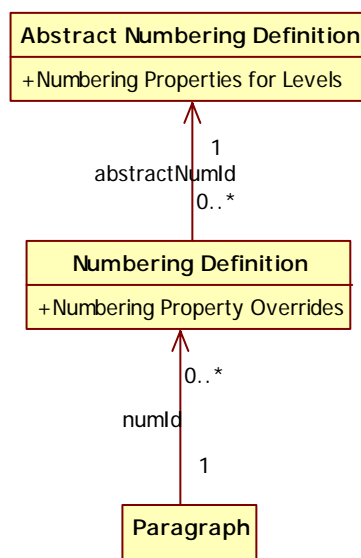 Abstract Numbering Definition
+Numbering Properties for Levels
1
abstractNumId
0..*
Numbering Definition
+Numbering Property Overrides
0..*
numId
1
Paragraph